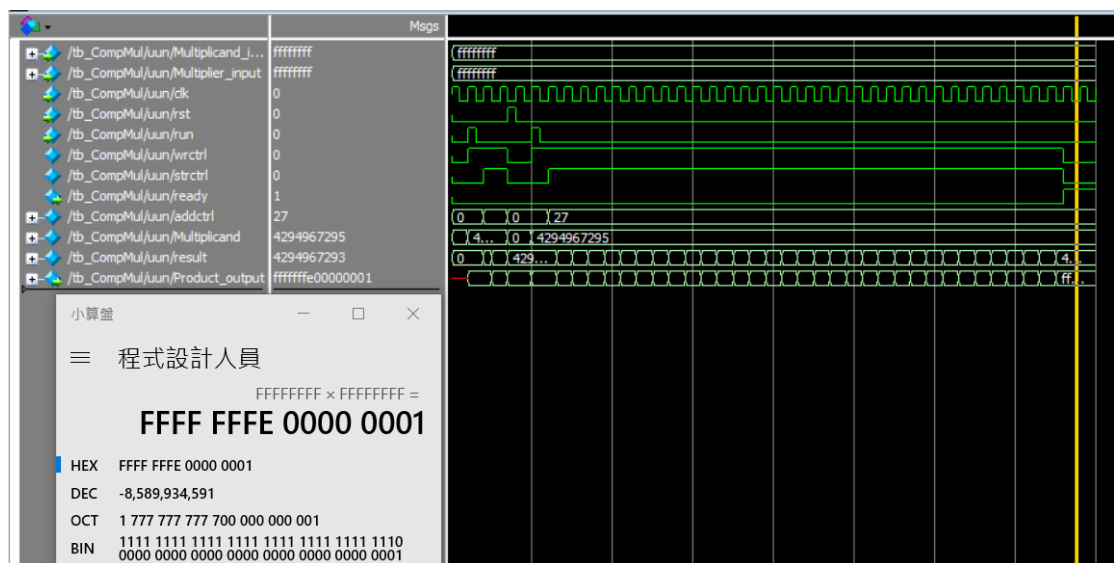 Msgs
/tb_CompMul/uun/Multiplicand_i... ffffffff (ffffffff
/tb_CompMul/uun/Multiplier_input ffffffff (ffffffff
/tb_CompMul/uun/clk 0
/tb_CompMul/uun/rst 0
/tb_CompMul/uun/run 0
/tb_CompMul/uun/wrctrl 0
/tb_CompMul/uun/strctrl 0
/tb_CompMul/uun/ready 1
/tb_CompMul/uun/addctrl 27 0 0 27
/tb_CompMul/uun/Multiplicand 4294967295 4... 0 4294967295
/tb_CompMul/uun/result 4294967293 0 429... 4...
/tb_CompMul/uun/Product_output fffffffe00000001 ff...
小算盤
程式設計人員
FFFFFFFF × FFFFFFFF =
FFFF FFFE 0000 0001
HEX FFFF FFFE 0000 0001
DEC -8,589,934,591
OCT 1 777 777 777 700 000 000 001
BIN 1111 1111 1111 1111 1111 1111 1111 1110
0000 0000 0000 0000 0000 0000 0000 0001